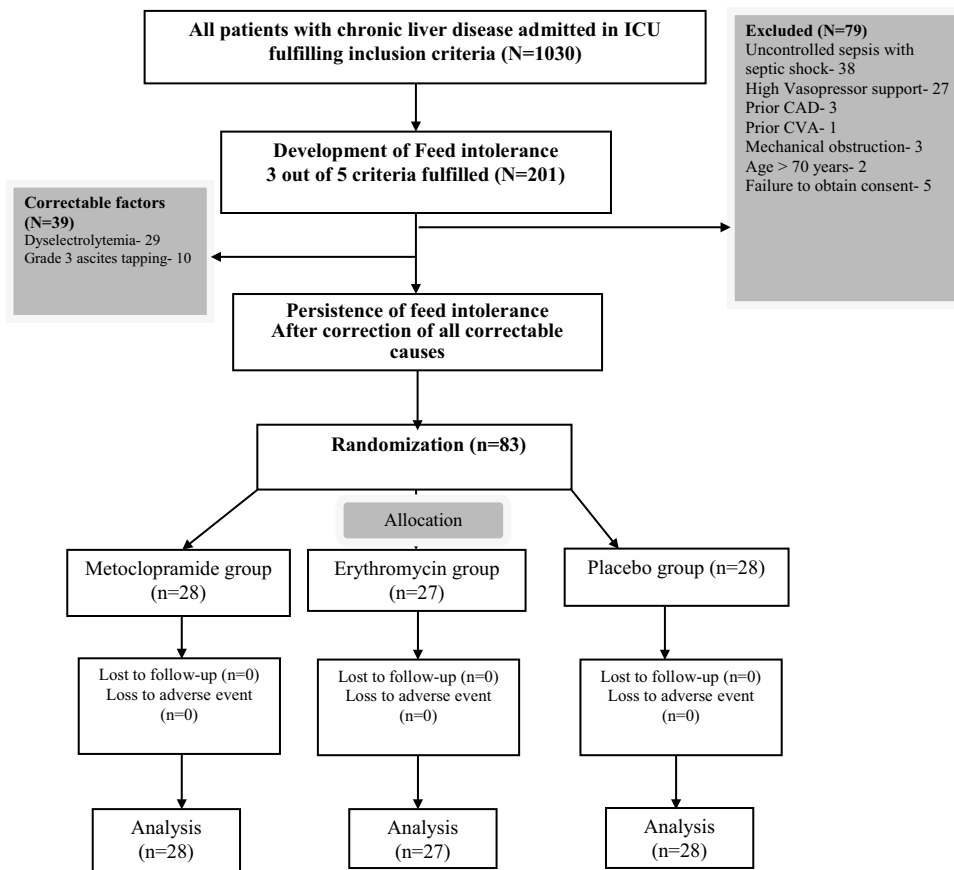 All patients with chronic liver disease admitted in ICU
fulfilling inclusion criteria (N=1030)
Excluded (N=79)
Uncontrolled sepsis with
septic shock- 38
High Vasopressor support- 27
Prior CAD- 3
Prior CVA- 1
Mechanical obstruction- 3
Age > 70 years- 2
Failure to obtain consent- 5
Development of Feed intolerance
3 out of 5 criteria fulfilled (N=201)
Correctable factors
(N=39)
Dyselectrolytemia- 29
Grade 3 ascites tapping- 10
Persistence of feed intolerance
After correction of all correctable
causes
Randomization (n=83)
Allocation
Metoclopramide group
(n=28)
Erythromycin group
(n=27)
Placebo group (n=28)
Lost to follow-up (n=0)
Loss to adverse event
(n=0)
Lost to follow-up (n=0)
Loss to adverse event
(n=0)
Lost to follow-up (n=0)
Loss to adverse event
(n=0)
Analysis
(n=28)
Analysis
(n=27)
Analysis
(n=28)